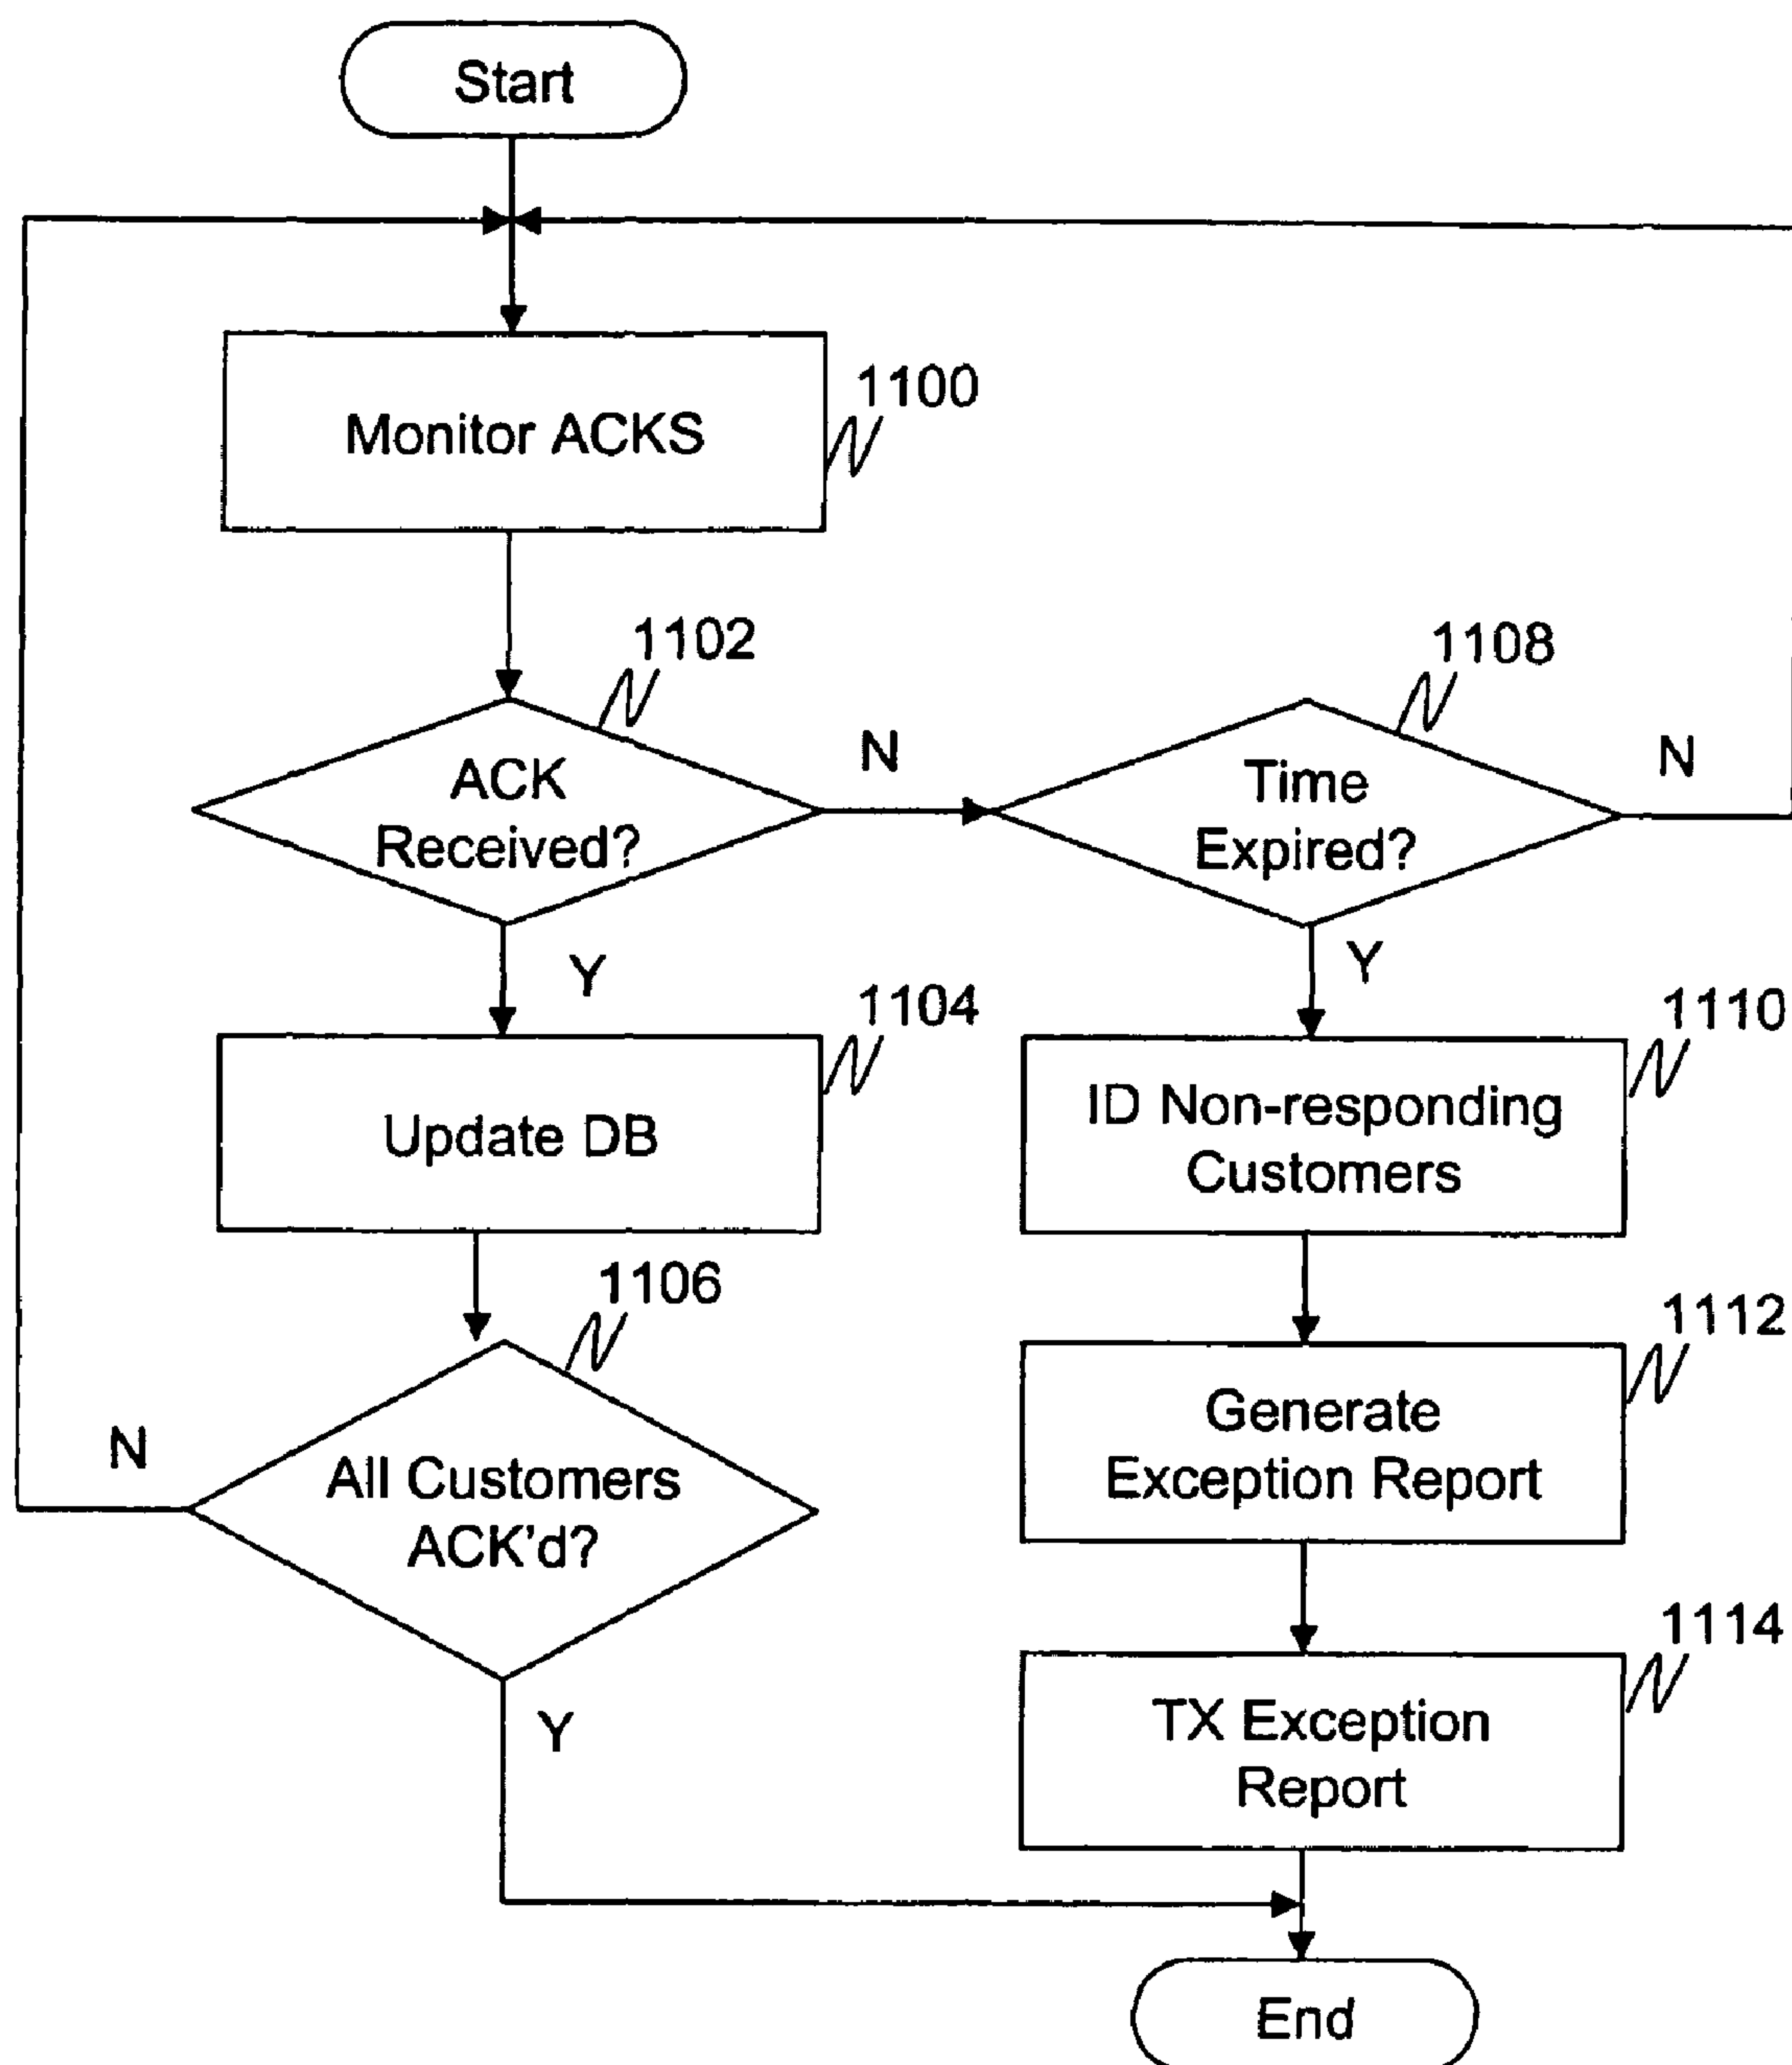 Start
Monitor ACKS
1100
1102
ACK
Received?
N
1108
Time
Expired?
N
Y
Y
1104
Update DB
1110
ID Non-responding
Customers
1106
All Customers
ACK'd?
N
Y
1112
Generate
Exception Report
1114
TX Exception
Report
End